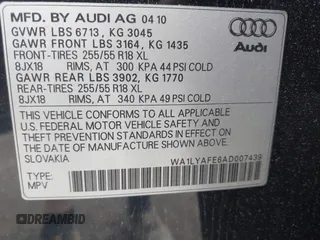 MFD. BY AUDI AG 04 10
GVWR LBS 6713, KG 3045
GAWR FRONT LBS 3164, KG 1435
FRONT-TIRES 255/55 R18 XL
8JX18 RIMS, AT 300 KPA 44 PSI COLD
GAWR REAR LBS 3902, KG 1770
REAR-TIRES 255/55 R18 XL
8JX18 RIMS, AT 340 KPA 49 PSI COLD
Audi
THIS VEHICLE CONFORMS TO ALL APPLICABLE
U.S. FEDERAL MOTOR VEHICLE SAFETY AND
THEFT PREVENTION STANDARDS IN EFFECT ON
THE DATE OF MANUFACTURE SHOWN ABOVE.
SLOVAKIA WA1LYAFE6AD007439
TYPE:
MPV
DREAMBID